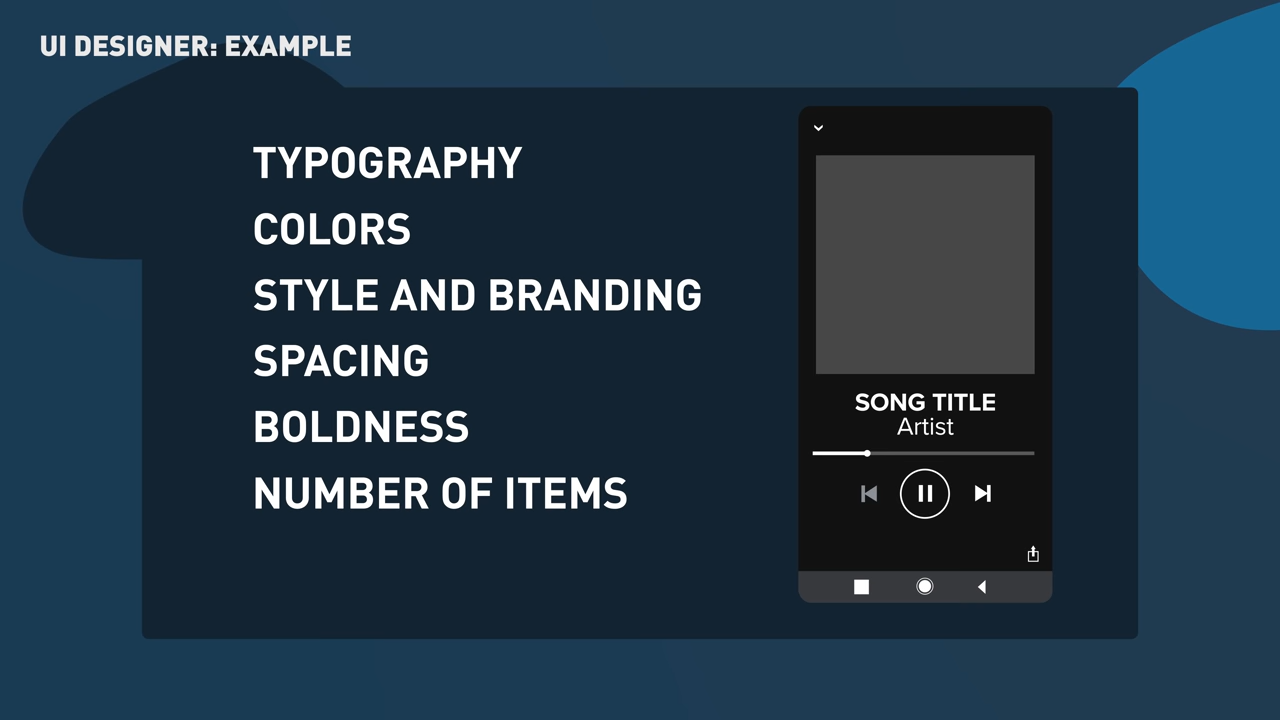 UI DESIGNER: EXAMPLE
TYPOGRAPHY
COLORS
STYLE AND BRANDING
SPACING
BOLDNESS
NUMBER OF ITEMS
SONG TITLE
Artist